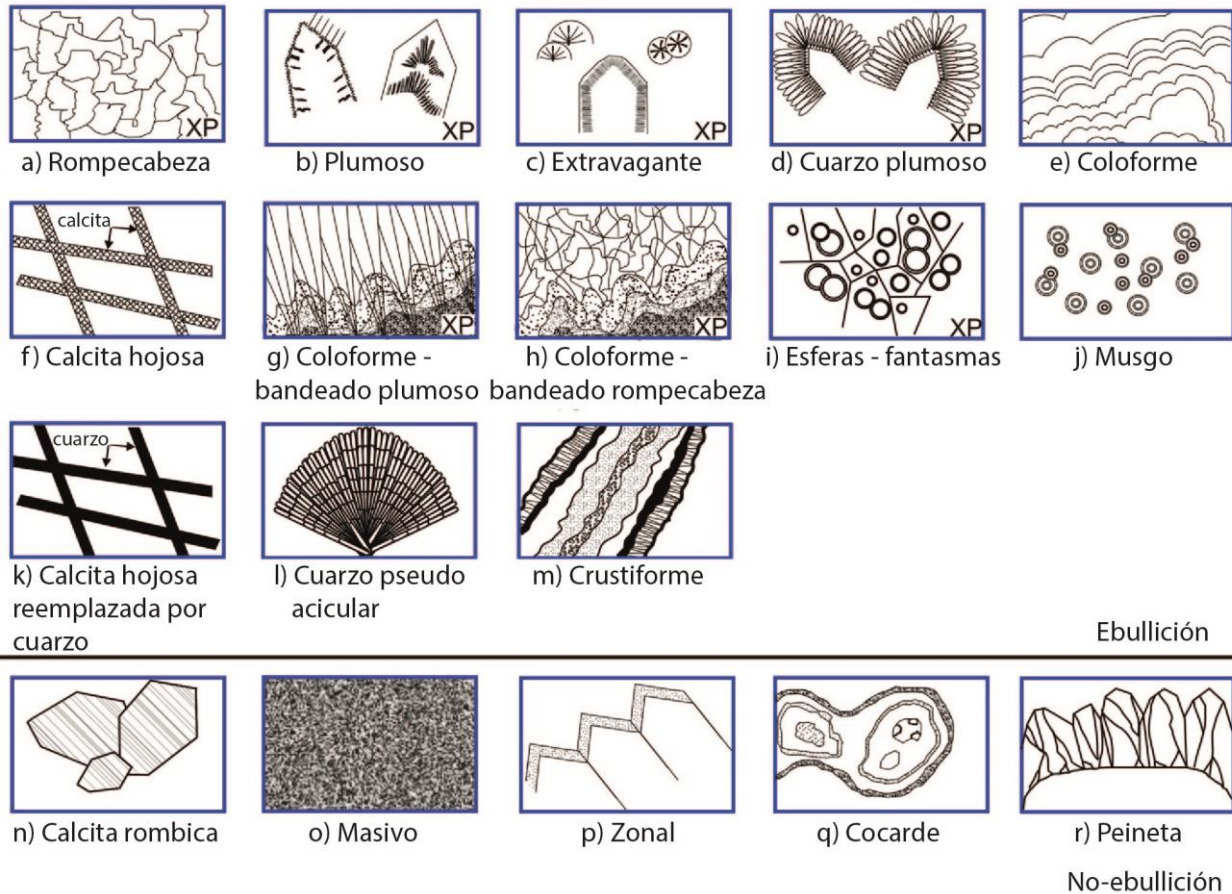 XP
XP
XP
XP
a) Rompecabeza
b) Plumoso
c) Extravagante
d) Cuarzo plumoso
e) Coloforme
calcita
XP
XP
XP
f) Calcita hojosa
g) Coloforme -
bandeado plumoso
h) Coloforme -
bandeado rompecabeza
i) Esferas - fantasmas
j) Musgo
cuarzo
k) Calcita hojosa
reemplazada por
cuarzo
l) Cuarzo pseudo
acicular
m) Crustiforme
Ebullición
n) Calcita rombica
o) Masivo
p) Zonal
q) Cocarde
r) Peineta
No-ebullición